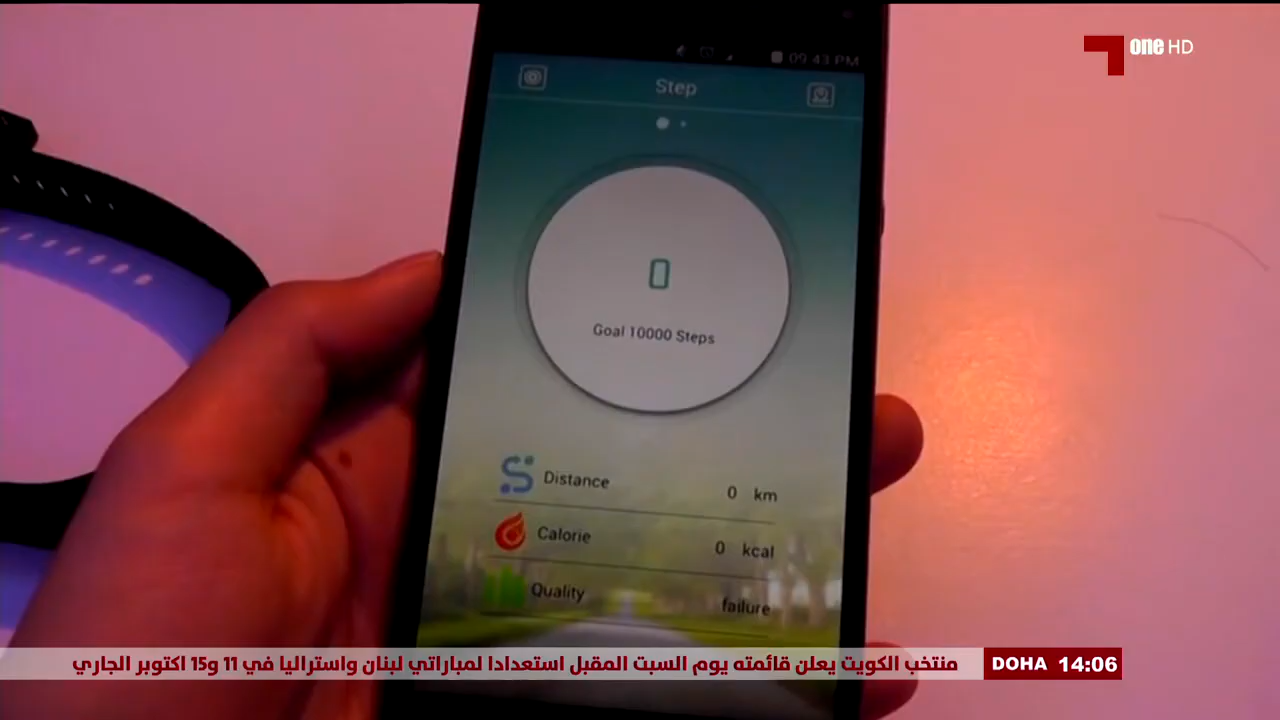 one HD
09:43 PM
Step
0
Goal 10000 Steps
Distance 0 km
Calorie 0 kcal
Quality failure
منتخب الكويت يعلن قائمته يوم السبت المقبل استعدادا لمباراتي لبنان واستراليا في 11 و15 اكتوبر الجاري
DOHA 14:06